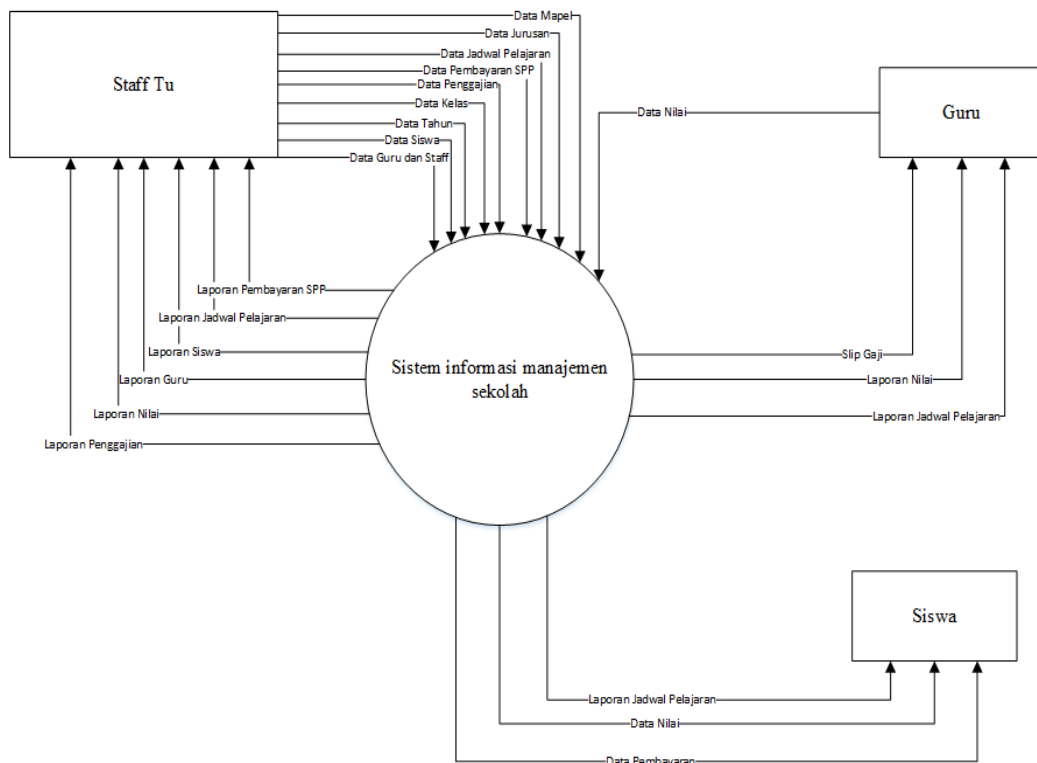 Staff Tu
Data Mapel
Data Jurusan
Data Jadwal Pelajaran
Data Pembayaran SPP
Data Penggajian
Data Kelas
Data Tahun
Data Siswa
Data Guru dan Staff
Data Nilai
Guru
Laporan Pembayaran SPP
Laporan Jadwal Pelajaran
Laporan Siswa
Laporan Guru
Laporan Nilai
Laporan Penggajian
Sistem informasi manajemen
sekolah
Slip Gaji
Laporan Nilai
Laporan Jadwal Pelajaran
Siswa
Laporan Jadwal Pelajaran
Data Nilai
Data Pembayaran